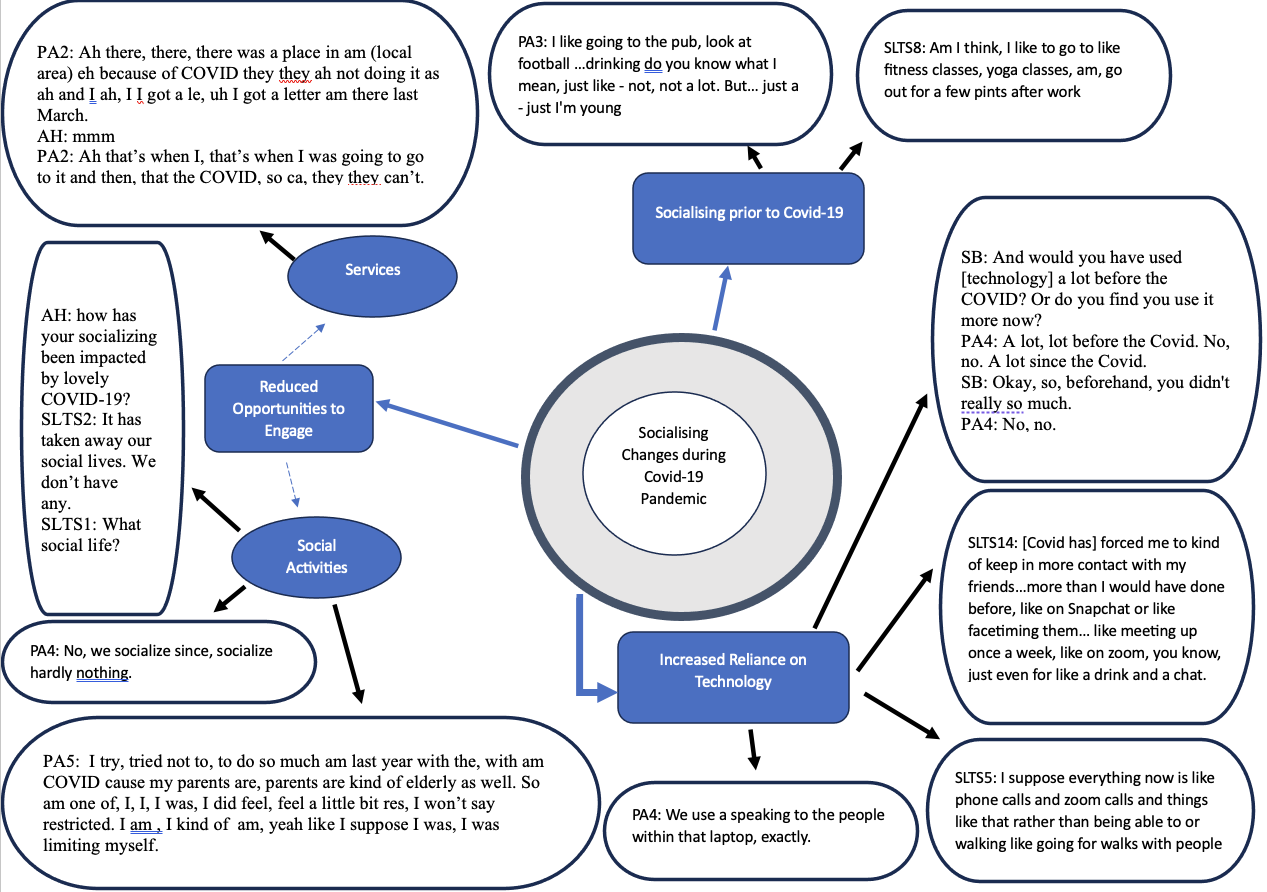 PA2: Ah there, there, there was a place in am (local
area) eh because of COVID they they ah not doing it as
ah and I ah, I I got a le, uh I got a letter am there last
March.
AH: mmm
PA2: Ah that’s when I, that’s when I was going to go
to it and then, that the COVID, so ca, they they can’t.
PA3: I like going to the pub, look at
football …drinking do you know what I
mean, just like - not, not a lot. But… just a
- just I'm young
SLTS8: Am I think, I like to go to like
fitness classes, yoga classes, am, go
out for a few pints after work
Socialising prior to Covid-19
Services
AH: how has
your socializing
been impacted
by lovely
COVID-19?
SLTS2: It has
taken away our
social lives. We
don’t have
any.
SLTS1: What
social life?
Reduced
Opportunities to
Engage
Socialising
Changes during
Covid-19
Pandemic
SB: And would you have used
[technology] a lot before the
COVID? Or do you find you use it
more now?
PA4: A lot, lot before the Covid. No,
no. A lot since the Covid.
SB: Okay, so, beforehand, you didn't
really so much.
PA4: No, no.
Social
Activities
SLTS14: [Covid has] forced me to kind
of keep in more contact with my
friends…more than I would have done
before, like on Snapchat or like
facetiming them… like meeting up
once a week, like on zoom, you know,
just even for like a drink and a chat.
PA4: No, we socialize since, socialize
hardly nothing.
Increased Reliance on
Technology
PA5:  I try, tried not to, to do so much am last year with the, with am
COVID cause my parents are, parents are kind of elderly as well. So
am one of, I, I, I was, I did feel, feel a little bit res, I won’t say
restricted. I am , I kind of  am, yeah like I suppose I was, I was
limiting myself.
PA4: We use a speaking to the people
within that laptop, exactly.
SLTS5: I suppose everything now is like
phone calls and zoom calls and things
like that rather than being able to or
walking like going for walks with people